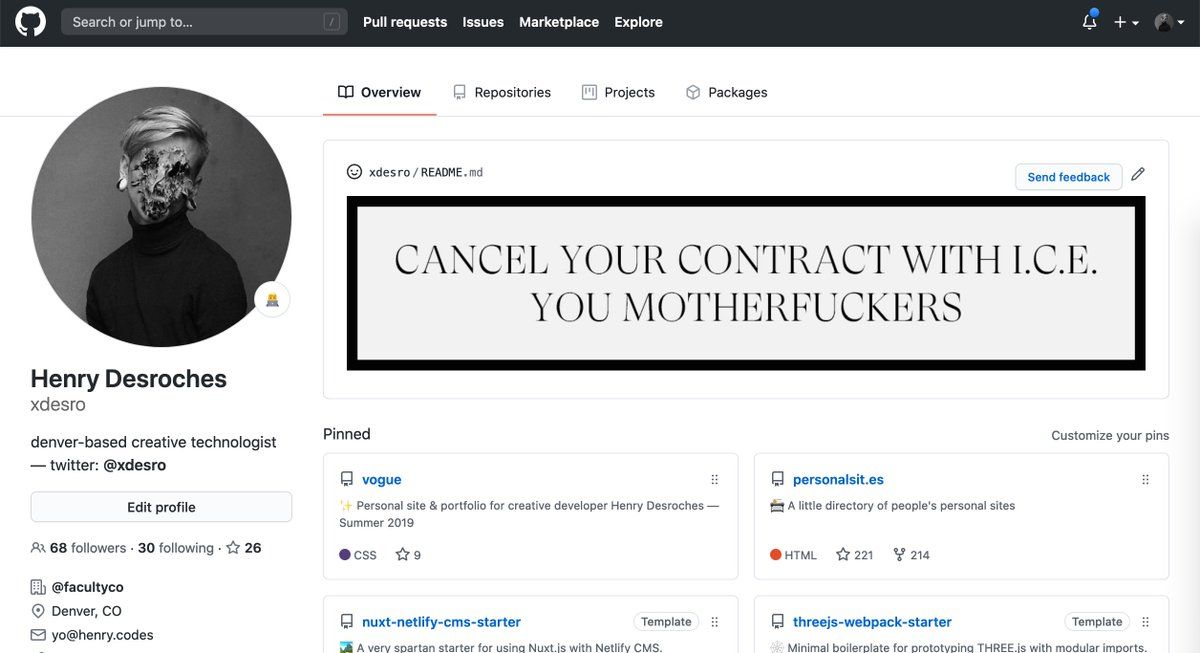 Search or jump to... /
Pull requests Issues Marketplace Explore
Overview Repositories Projects Packages
xdesro/README.md
Send feedback
CANCEL YOUR CONTRACT WITH I.C.E.
YOU MOTHERFUCKERS
Henry Desroches
xdesro
denver-based creative technologist
— twitter: @xdesro
Edit profile
68 followers · 30 following · 26
@facultyco
Denver, CO
yo@henry.codes
Pinned
Customize your pins
vogue
✨ Personal site & portfolio for creative developer Henry Desroches —
Summer 2019
CSS 9
personalsit.es
A little directory of people's personal sites
HTML 221 214
nuxt-netlify-cms-starter Template
A very spartan starter for using Nuxt.js with Netlify CMS.
threejs-webpack-starter Template
Minimal boilerplate for prototyping THREE.js with modular imports.